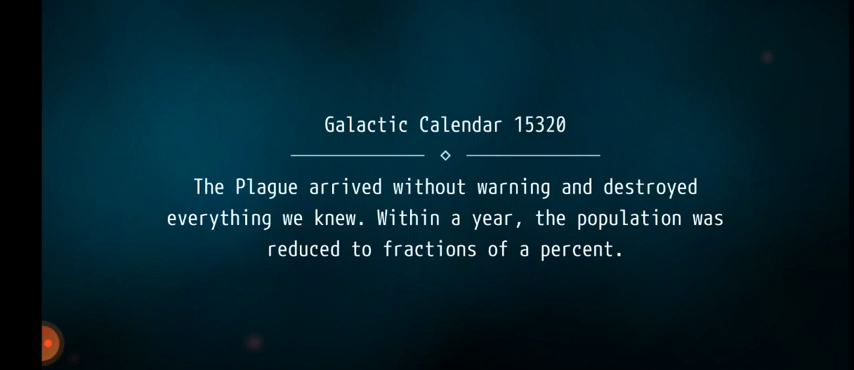 Galactic Calendar 15320
The Plague arrived without warning and destroyed
everything we knew. Within a year, the population was
reduced to fractions of a percent.